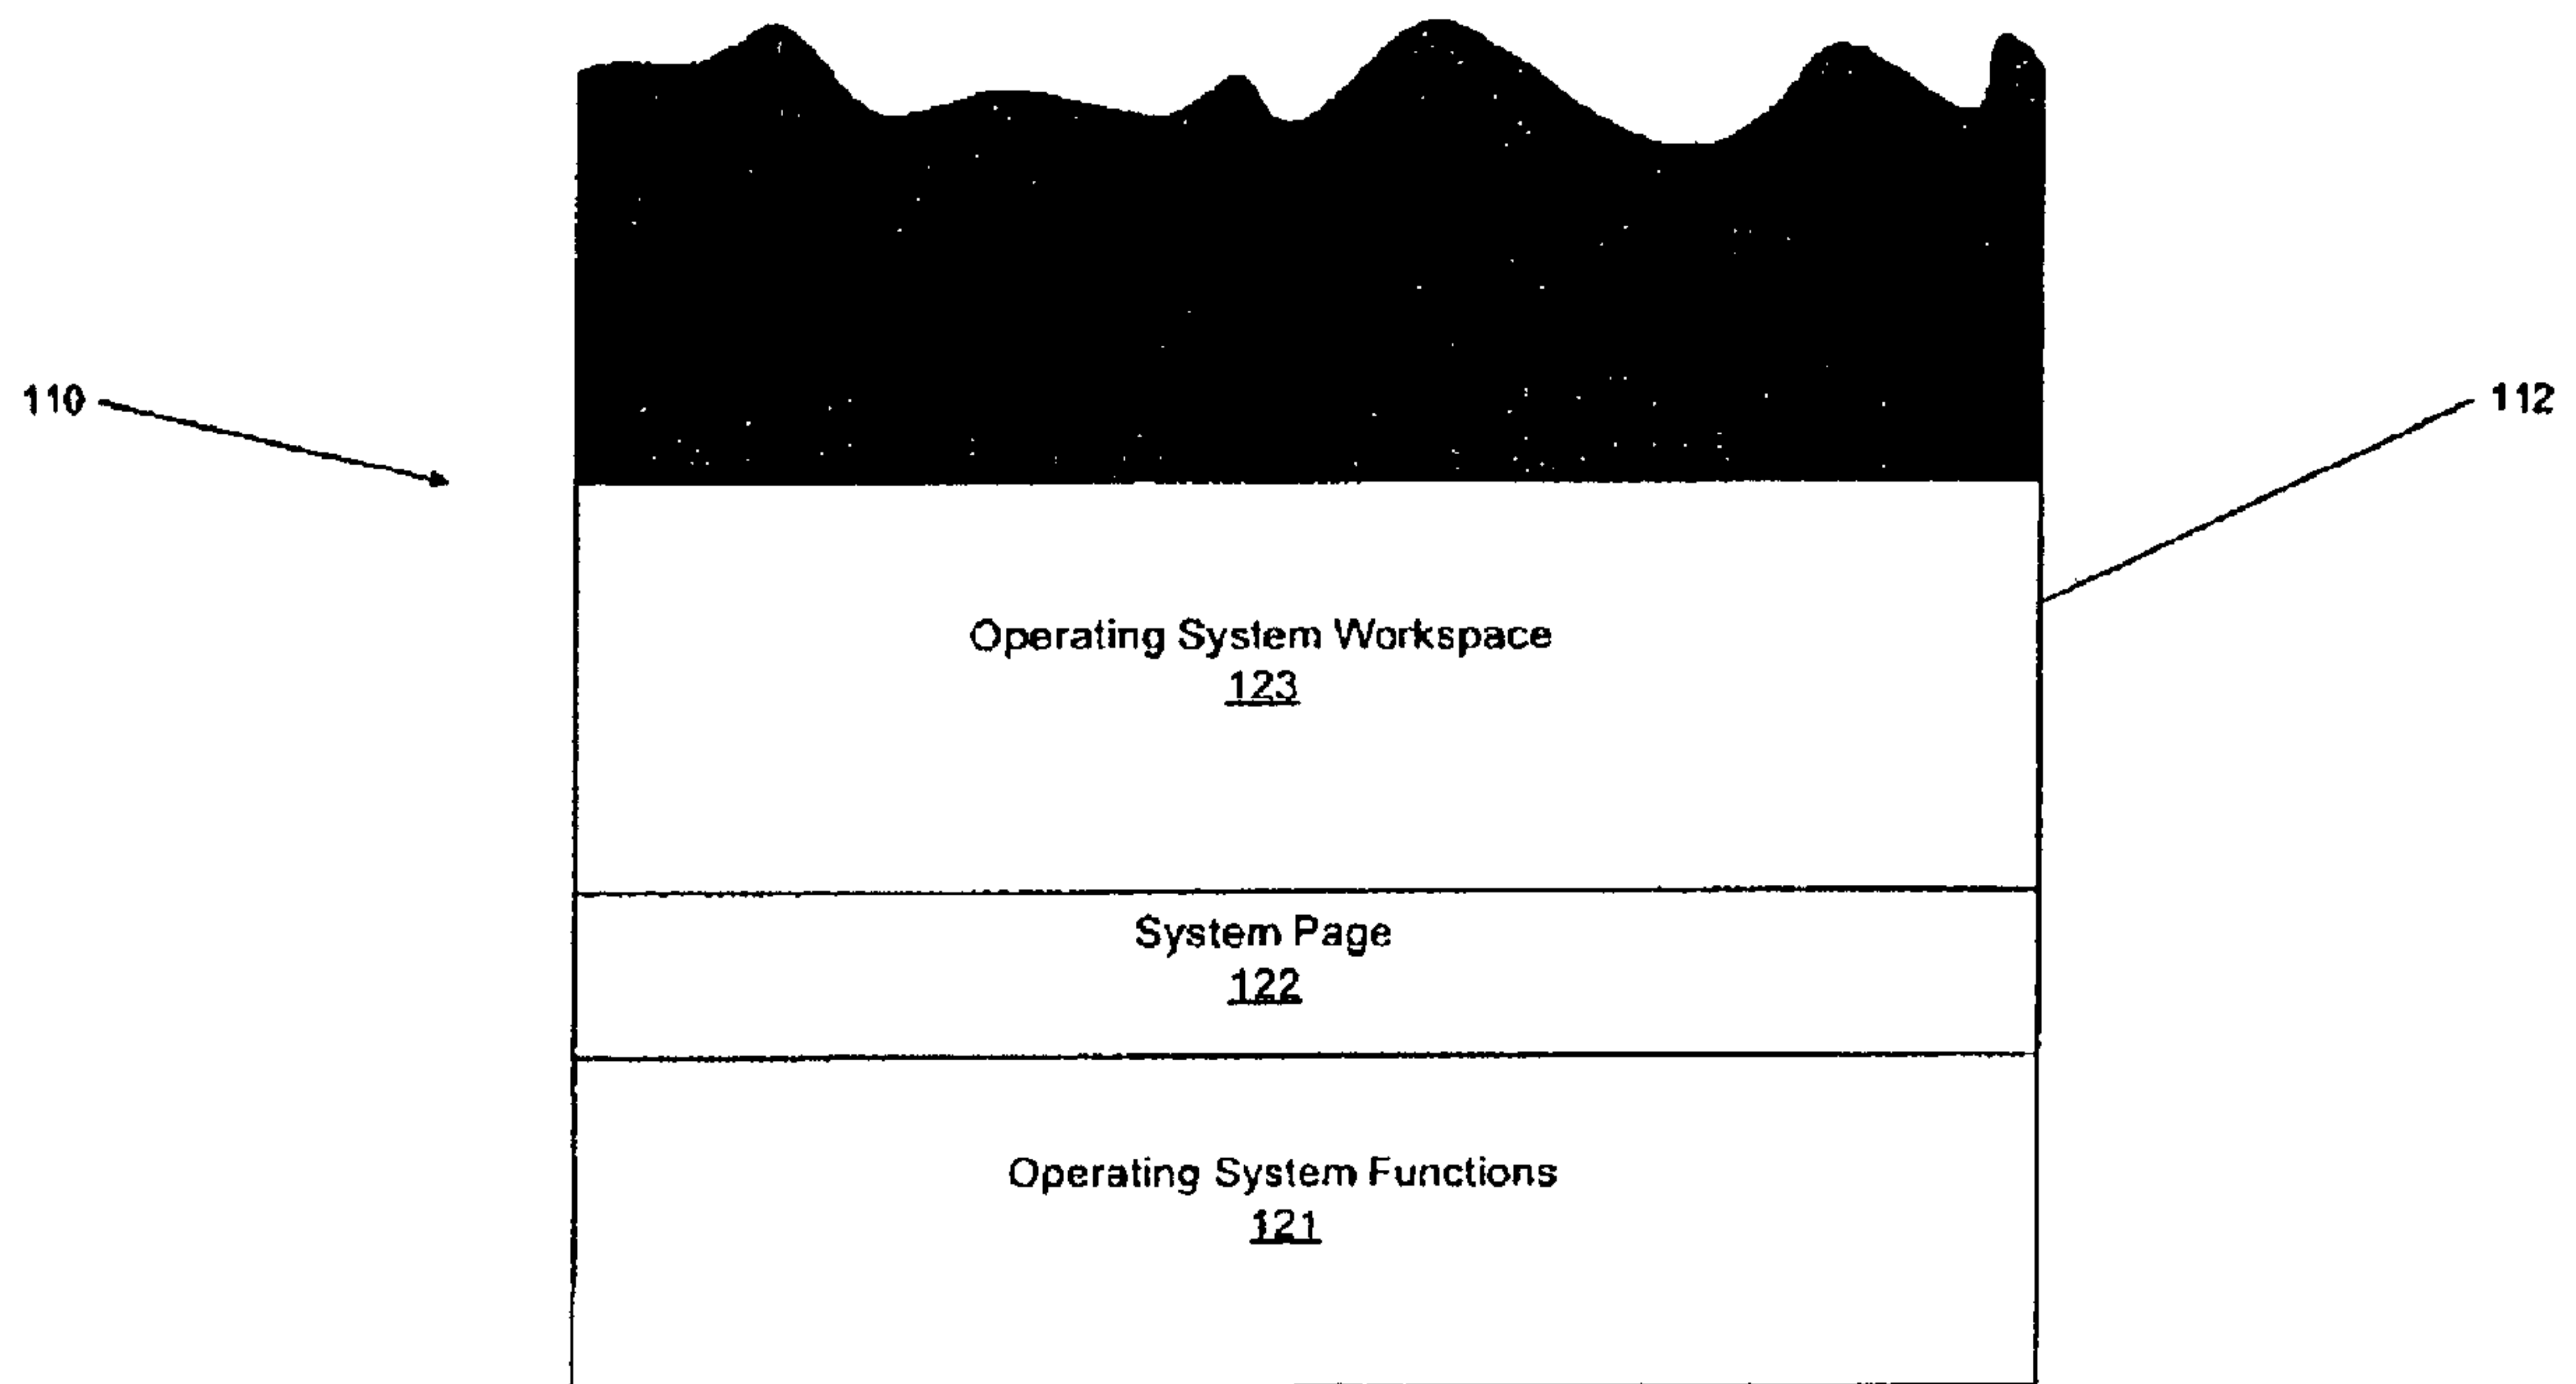 110
112
Operating System Workspace
123
System Page
122
Operating System Functions
121